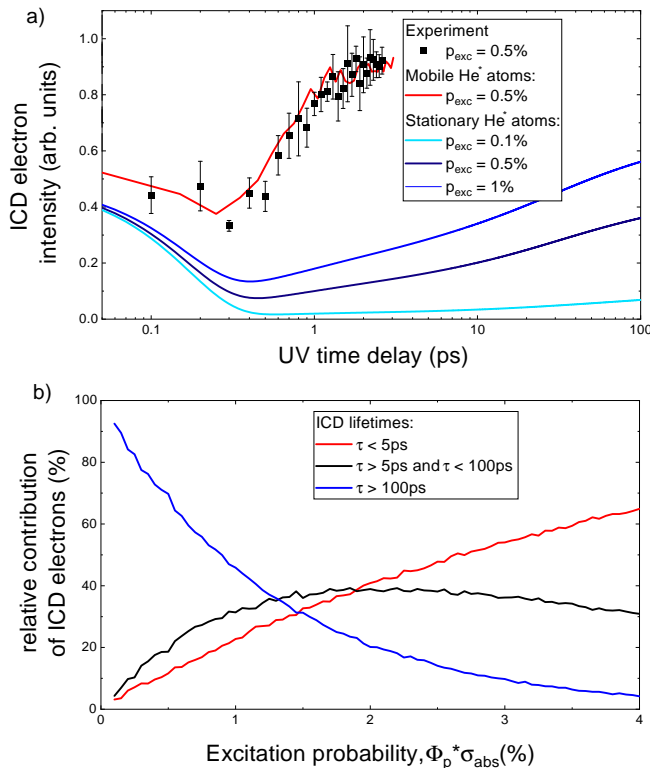 a)
1.0
0.8
0.6
0.4
0.2
0.0
ICD electron
intensity (arb. units)
Experiment
p_exc = 0.5%
Mobile He* atoms:
p_exc = 0.5%
Stationary He* atoms:
p_exc = 0.1%
p_exc = 0.5%
p_exc = 1%
0.1 1 10 100
UV time delay (ps)
b)
100
80
60
40
20
0
relative contribution
of ICD electrons (%)
ICD lifetimes:
τ < 5ps
τ > 5ps and τ < 100ps
τ > 100ps
0 1 2 3 4
Excitation probability,Φ_p*σ_abs(%)